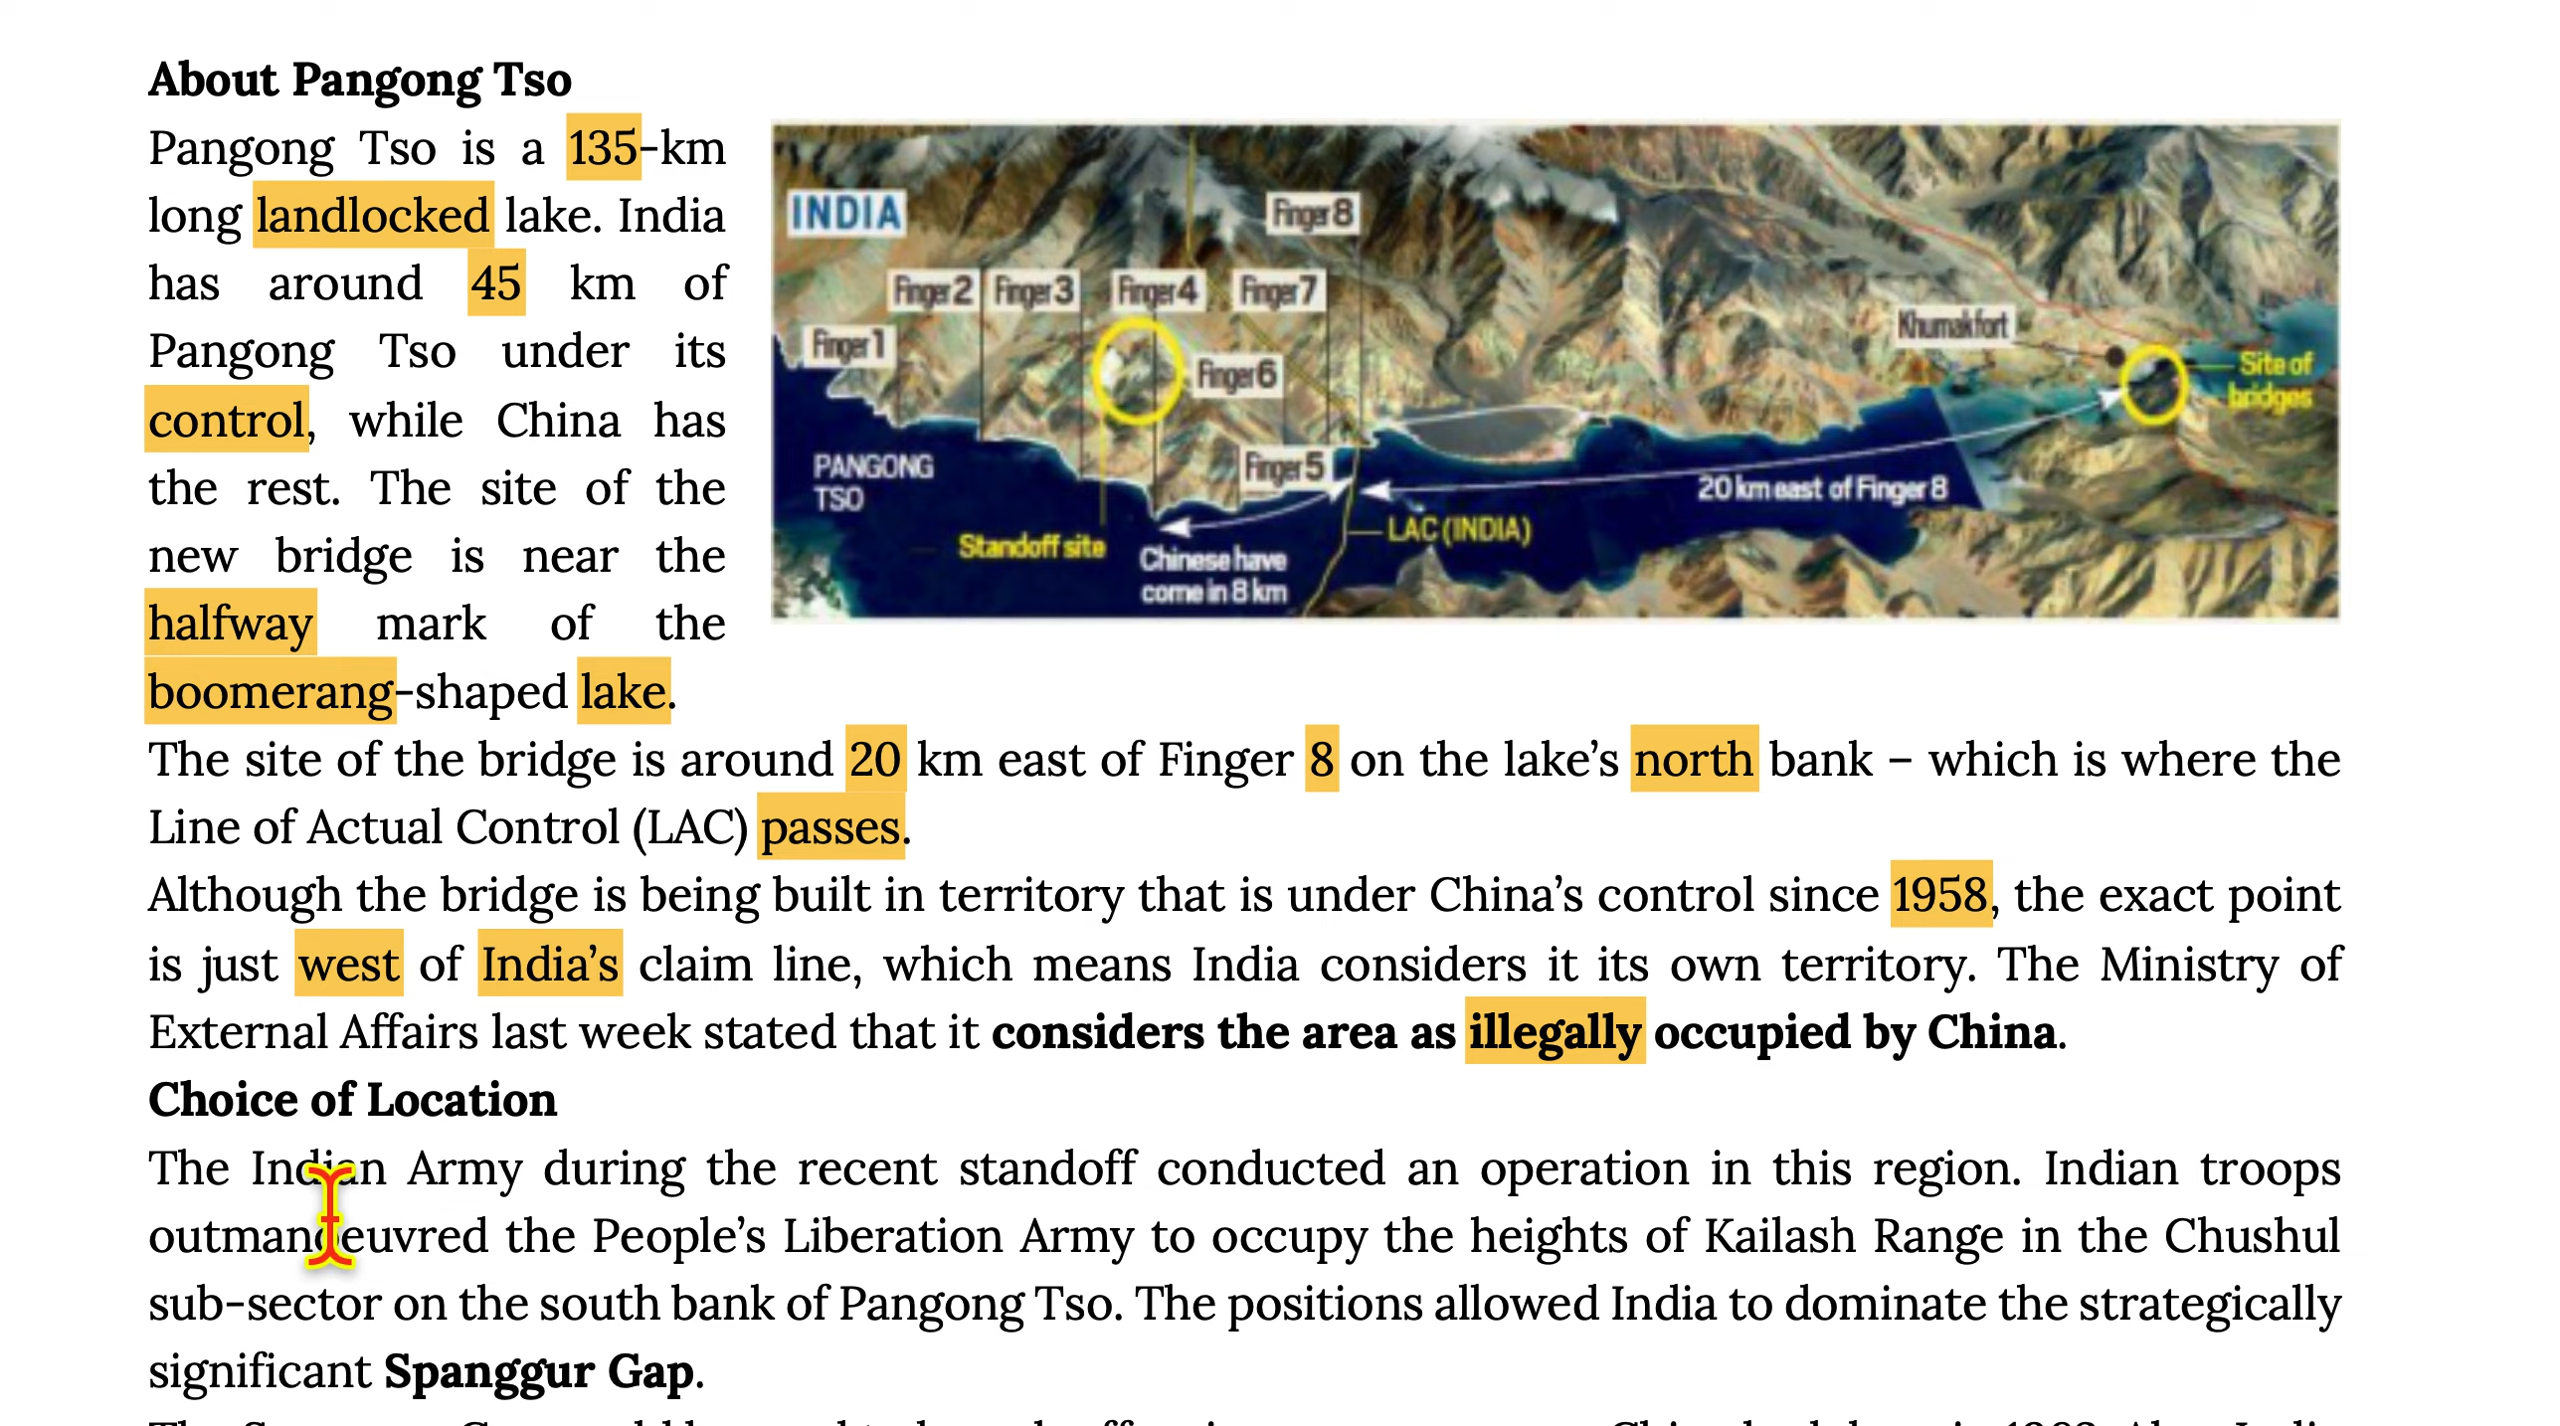 About Pangong Tso
Pangong Tso is a 135-km
long landlocked lake. India
has around 45 km of
Pangong Tso under its
control, while China has
the rest. The site of the
new bridge is near the
halfway mark of the
boomerang-shaped lake.
INDIA
Finger 8
Finger 2
Finger 3
Finger 4
Finger 7
Finger 1
Finger 6
Khurnak fort
Site of
bridges
PANGONG
TSO
Finger 5
20 km east of Finger 8
Standoff site
LAC (INDIA)
Chinese have
come in 8 km
The site of the bridge is around 20 km east of Finger 8 on the lake’s north bank – which is where the
Line of Actual Control (LAC) passes.
Although the bridge is being built in territory that is under China’s control since 1958, the exact point
is just west of India’s claim line, which means India considers it its own territory. The Ministry of
External Affairs last week stated that it considers the area as illegally occupied by China.
Choice of Location
The Indian Army during the recent standoff conducted an operation in this region. Indian troops
outmanoeuvred the People’s Liberation Army to occupy the heights of Kailash Range in the Chushul
sub-sector on the south bank of Pangong Tso. The positions allowed India to dominate the strategically
significant Spanggur Gap.